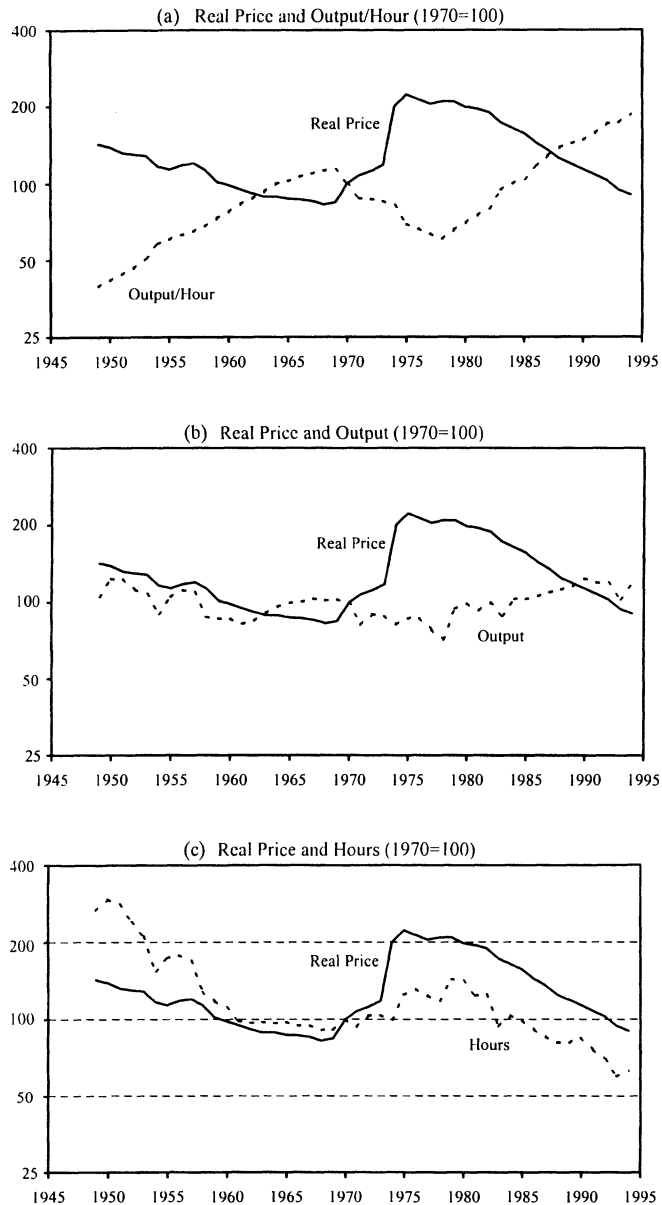 (a) Real Price and Output/Hour (1970=100)
400
200
100
50
25
Real Price
Output/Hour
1945 1950 1955 1960 1965 1970 1975 1980 1985 1990 1995
(b) Real Price and Output (1970=100)
400
200
100
25
Real Price
Output
1945 1950 1955 1960 1965 1970 1975 1980 1985 1990 1995
(c) Real Price and Hours (1970=100)
400
200
100
50
25
Real Price
Hours
1945 1950 1955 1960 1965 1970 1975 1980 1985 1990 1995